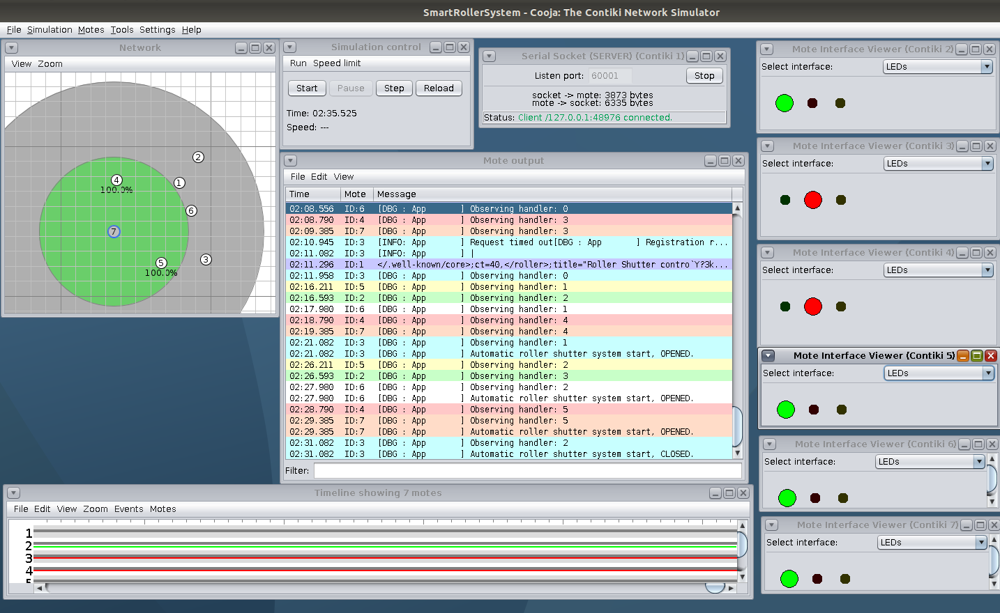 SmartRollerSystem - Cooja: The Contiki Network Simulator
File Simulation Motes Tools Settings Help
Network
View Zoom
2
4
100.0%
1
6
7
3
5
100.0%
Simulation control
Run Speed limit
Start Pause Step Reload
Time: 02:35.525
Speed: ---
Serial Socket (SERVER) (Contiki 1)
Listen port: 60001 Stop
socket -> mote: 3873 bytes
mote -> socket: 6335 bytes
Status: Client /127.0.0.1:48976 connected.
Mote output
File Edit View
Time Mote Message
02:08.556 ID:6 [DBG : App ] Observing handler: 0
02:08.790 ID:4 [DBG : App ] Observing handler: 3
02:09.385 ID:7 [DBG : App ] Observing handler: 3
02:10.945 ID:3 [INFO: App ] Request timed out[DBG : App ] Registration r...
02:11.082 ID:3 [INFO: App ] |
02:11.296 ID:1 </.well-known/core>;ct=40,</roller>;title="Roller Shutter contro`Y?3k...
02:11.958 ID:3 [DBG : App ] Observing handler: 0
02:16.211 ID:5 [DBG : App ] Observing handler: 1
02:16.593 ID:2 [DBG : App ] Observing handler: 2
02:17.980 ID:6 [DBG : App ] Observing handler: 1
02:18.790 ID:4 [DBG : App ] Observing handler: 4
02:19.385 ID:7 [DBG : App ] Observing handler: 4
02:21.082 ID:3 [DBG : App ] Observing handler: 1
02:21.082 ID:3 [DBG : App ] Automatic roller shutter system start, OPENED.
02:26.211 ID:5 [DBG : App ] Observing handler: 2
02:26.593 ID:2 [DBG : App ] Observing handler: 3
02:27.980 ID:6 [DBG : App ] Observing handler: 2
02:27.980 ID:6 [DBG : App ] Automatic roller shutter system start, OPENED.
02:28.790 ID:4 [DBG : App ] Observing handler: 5
02:29.385 ID:7 [DBG : App ] Observing handler: 5
02:29.385 ID:7 [DBG : App ] Automatic roller shutter system start, OPENED.
02:31.082 ID:3 [DBG : App ] Observing handler: 2
02:31.082 ID:3 [DBG : App ] Automatic roller shutter system start, CLOSED.
Filter:
Mote Interface Viewer (Contiki 2)
Select interface: LEDs
Mote Interface Viewer (Contiki 3)
Select interface: LEDs
Mote Interface Viewer (Contiki 4)
Select interface: LEDs
Mote Interface Viewer (Contiki 5)
Select interface: LEDs
Mote Interface Viewer (Contiki 6)
Select interface: LEDs
Mote Interface Viewer (Contiki 7)
Select interface: LEDs
Timeline showing 7 motes
File Edit View Zoom Events Motes
1
2
3
4
5